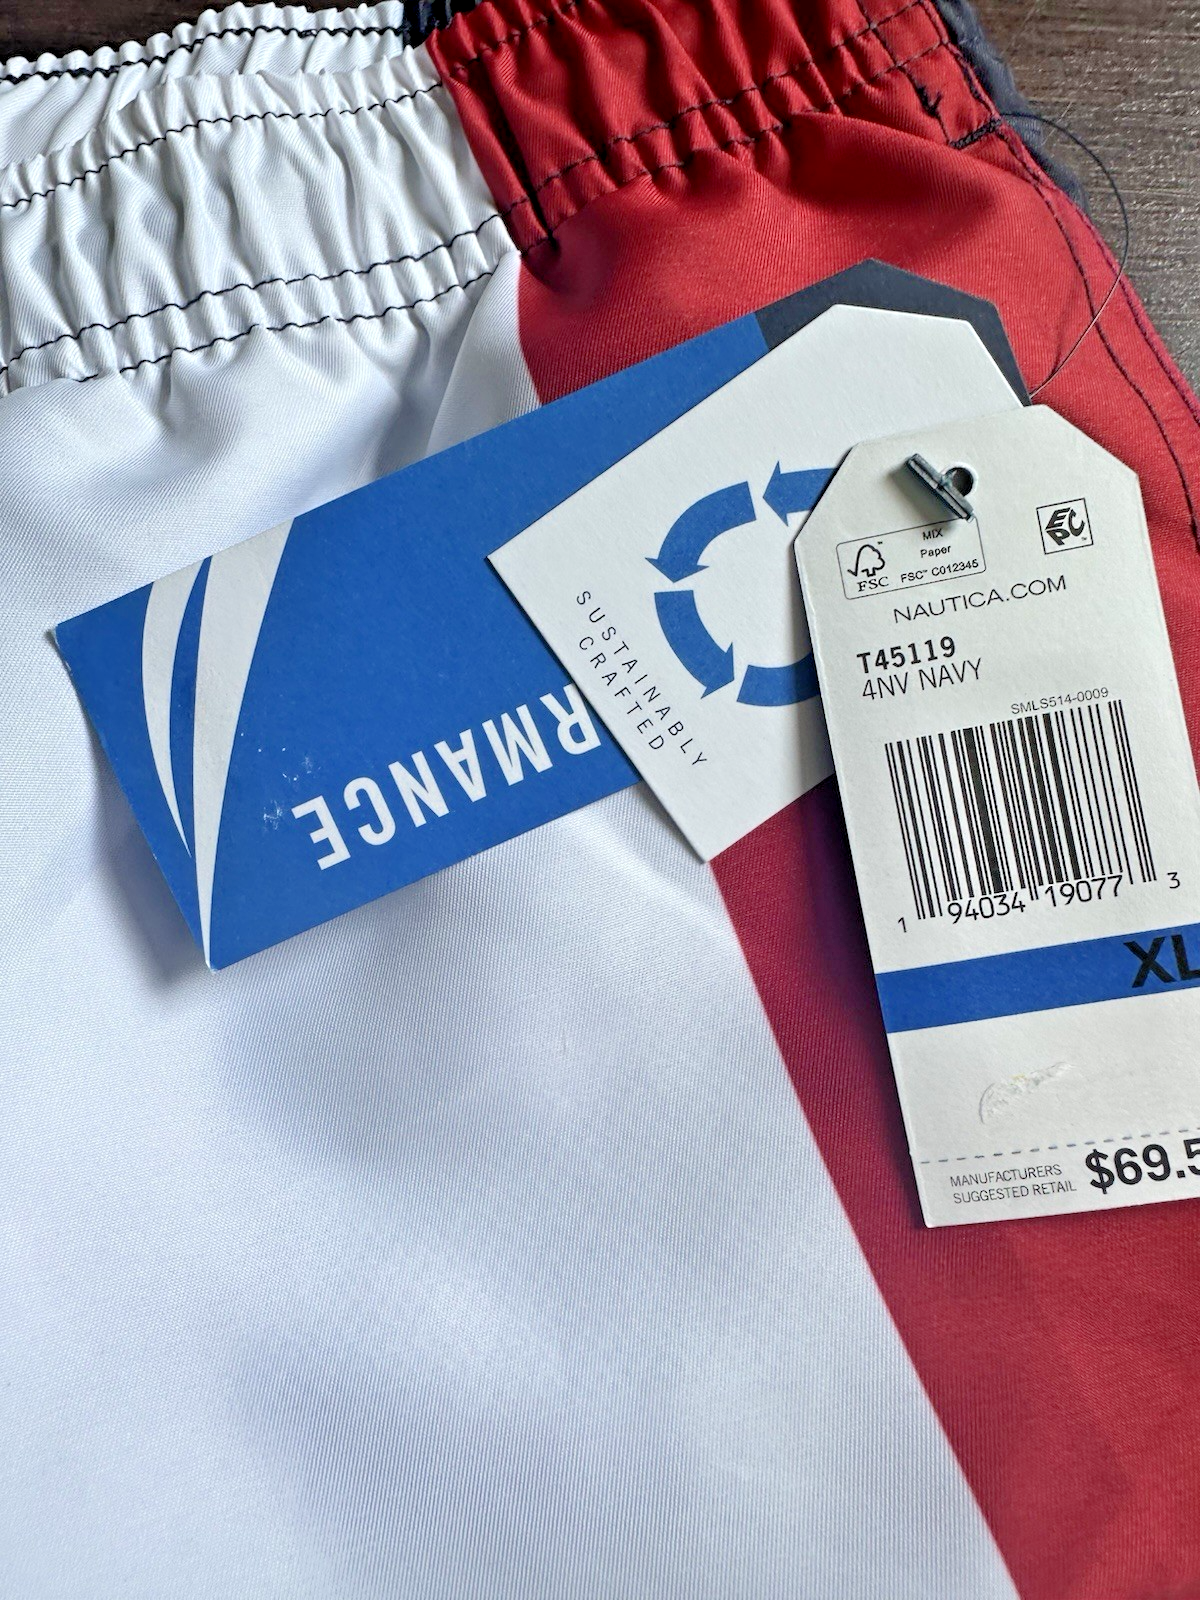 RMANCE
SUSTAINABLY
CRAFTED
EPC
MIX
Paper
FSC™ C012345
FSC
NAUTICA.COM
T45119
4NV NAVY
SMLS514-0009
1 94034 19077 3
XL
MANUFACTURERS
SUGGESTED RETAIL
$69.5